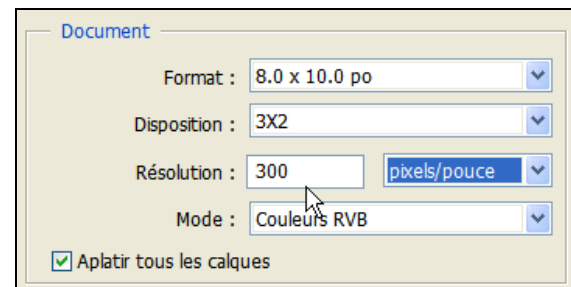 Document
Format : 8.0 x 10.0 po
Disposition : 3X2
Résolution : 300 pixels/pouce
Mode : Couleurs RVB
Aplatir tous les calques